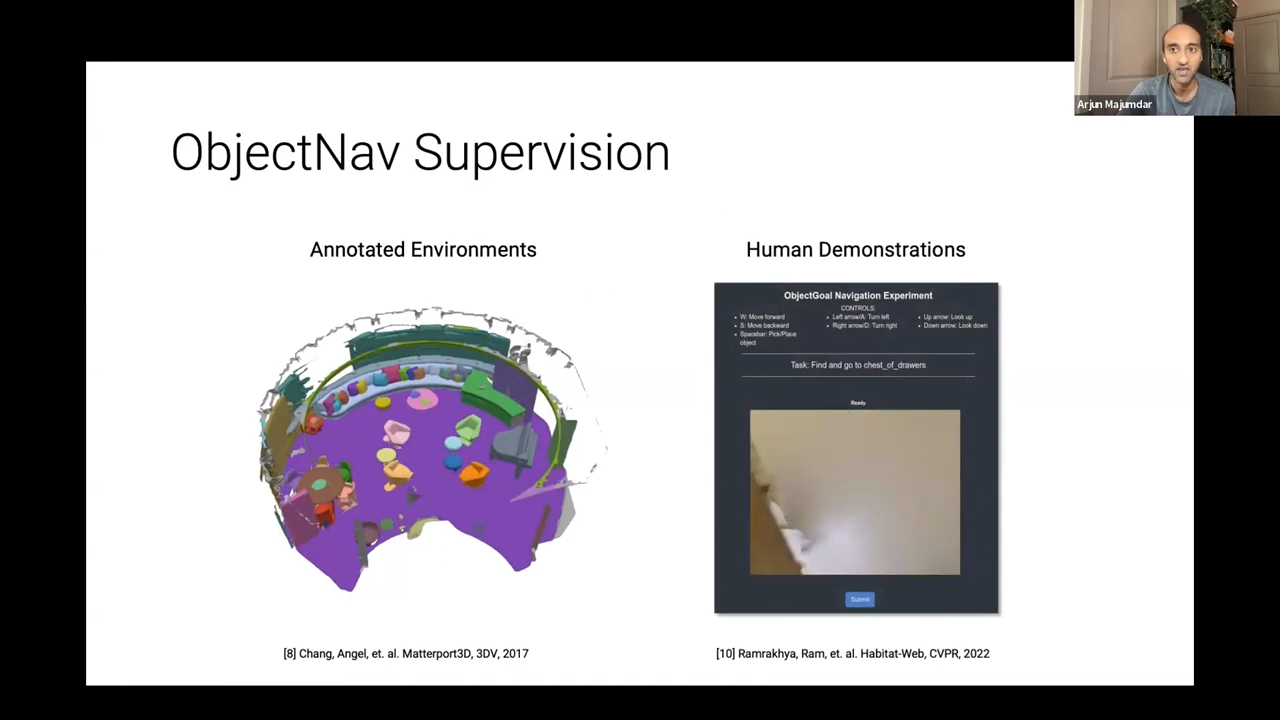 Arjun Majumdar
ObjectNav Supervision
Annotated Environments
Human Demonstrations
ObjectGoal Navigation Experiment
CONTROLS:
• W: Move forward
• S: Move backward
• Spacebar: Pick/Place
object
• Left arrow/A: Turn left
• Right arrow/D: Turn right
• Up arrow: Look up
• Down arrow: Look down
Task: Find and go to chest_of_drawers
Ready
Submit
[8] Chang, Angel, et. al. Matterport3D, 3DV, 2017
[10] Ramrakhya, Ram, et. al. Habitat-Web, CVPR, 2022